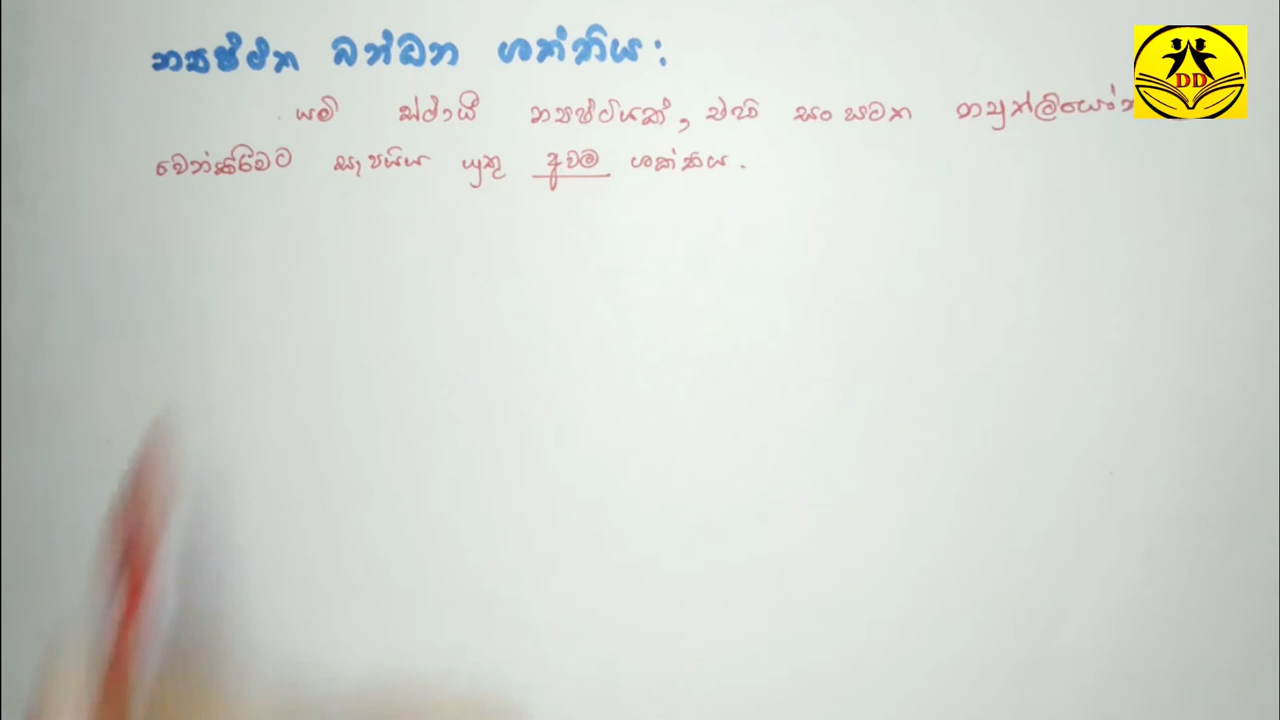 න්‍යෂ්ටික බන්ධන ශක්තිය :
යම් ස්ථායී න්‍යෂ්ටියක්, එහි සංඝටක
වෙන්කිරීමට සැපයිය යුතු අවම ශක්තිය.
DD